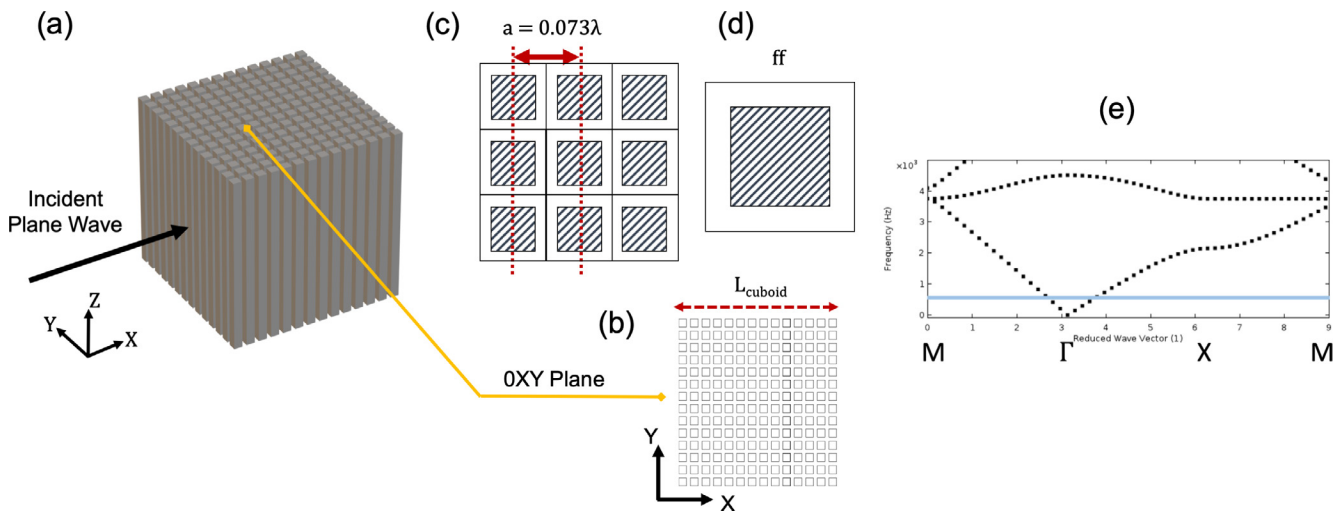 (a)
Incident
Plane Wave
Z
Y
X
(c)
a = 0.073λ
(d)
ff
(b)
L_cuboid
0XY Plane
Y
X
(e)
×10³
4
3
2
1
0
Frequency (Hz)
0 1 2 3 4 5 6 7 8 9
Reduced Wave Vector (1)
M Γ X M